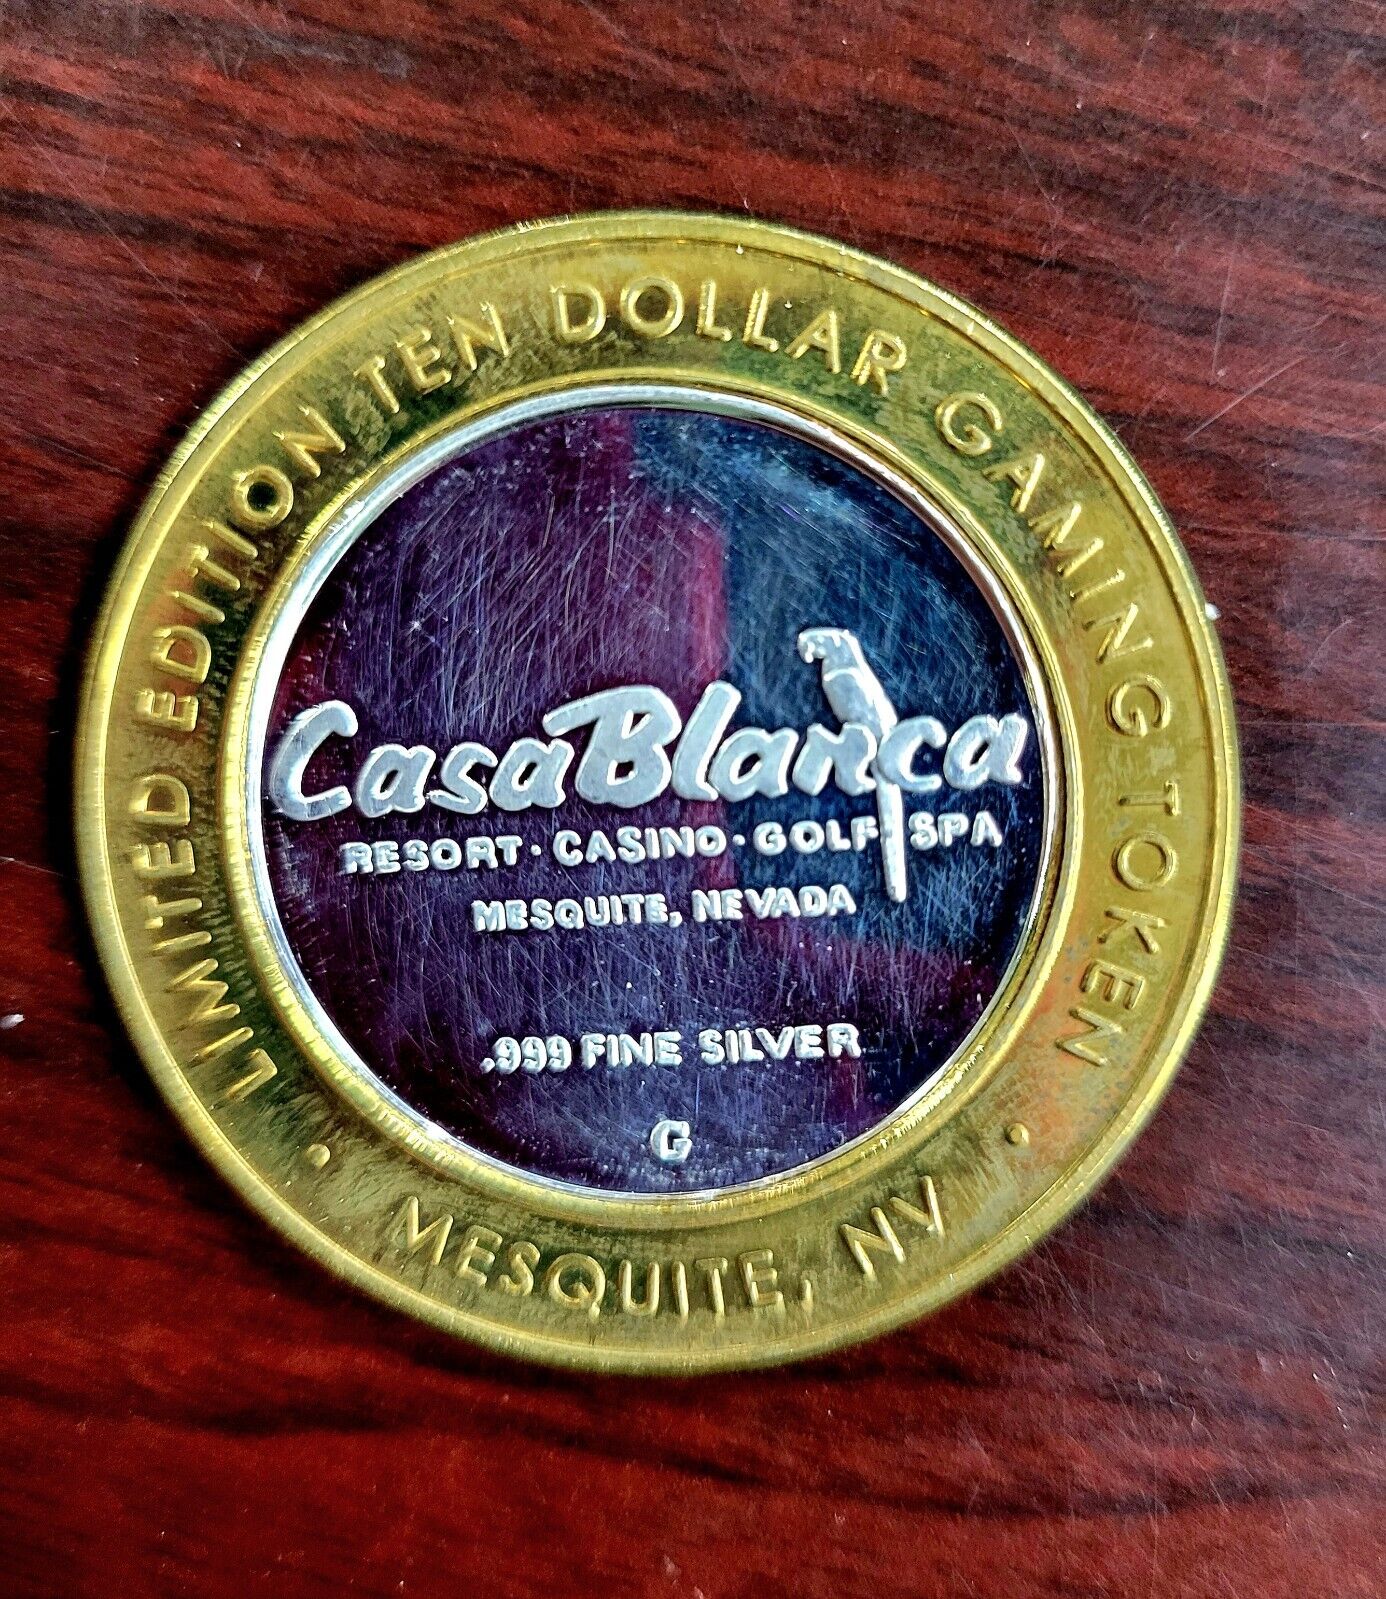 LIMITED EDITION TEN DOLLAR GAMING TOKEN
CasaBlanca
RESORT · CASINO · GOLF SPA
MESQUITE, NEVADA
.999 FINE SILVER
G
· MESQUITE, NV ·